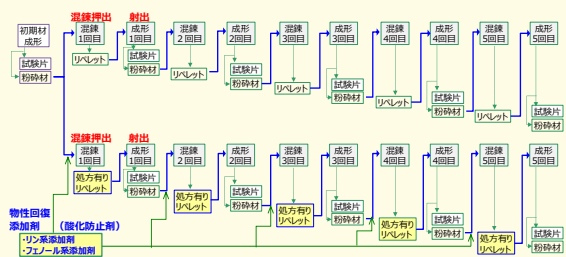 混錬押出 射出
初期材
成形
試験片
粉砕材
混錬
1回目
リペレット
成形
1回目
試験片
粉砕材
混錬
2回目
リペレット
成形
2回目
試験片
粉砕材
混錬
3回目
リペレット
成形
3回目
試験片
粉砕材
混錬
4回目
リペレット
成形
4回目
試験片
粉砕材
混錬
5回目
リペレット
成形
5回目
試験片
粉砕材
混錬押出 射出
混錬
1回目
処方有り
リペレット
成形
1回目
試験片
粉砕材
混錬
2回目
処方有り
リペレット
成形
2回目
試験片
粉砕材
混錬
3回目
処方有り
リペレット
成形
3回目
試験片
粉砕材
混錬
4回目
処方有り
リペレット
成形
4回目
試験片
粉砕材
混錬
5回目
処方有り
リペレット
成形
5回目
試験片
粉砕材
物性回復
添加剤 (酸化防止剤)
・リン系添加剤
・フェノール系添加剤